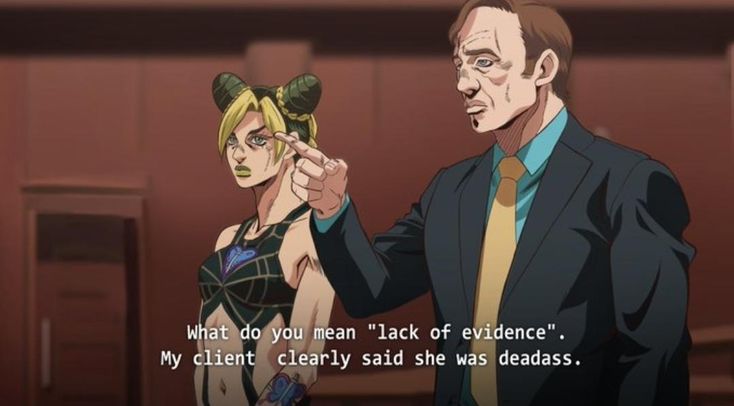 What do you mean "lack of evidence".
My client  clearly said she was deadass.